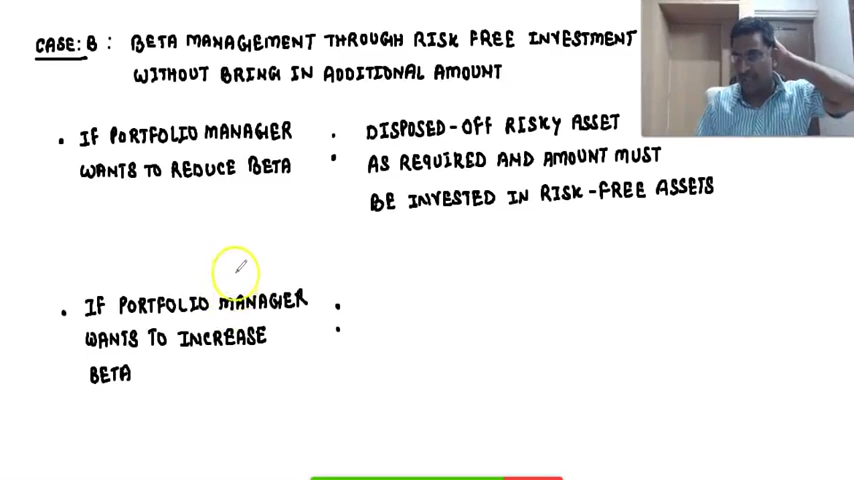 CASE: B : BETA MANAGEMENT THROUGH RISK FREE INVESTMENT
WITHOUT BRING IN ADDITIONAL AMOUNT
• IF PORTFOLIO MANAGER
WANTS TO REDUCE BETA
• DISPOSED-OFF RISKY ASSET
• AS REQUIRED AND AMOUNT MUST
BE INVESTED IN RISK-FREE ASSETS
• IF PORTFOLIO MANAGER
WANTS TO INCREASE
BETA
•
•